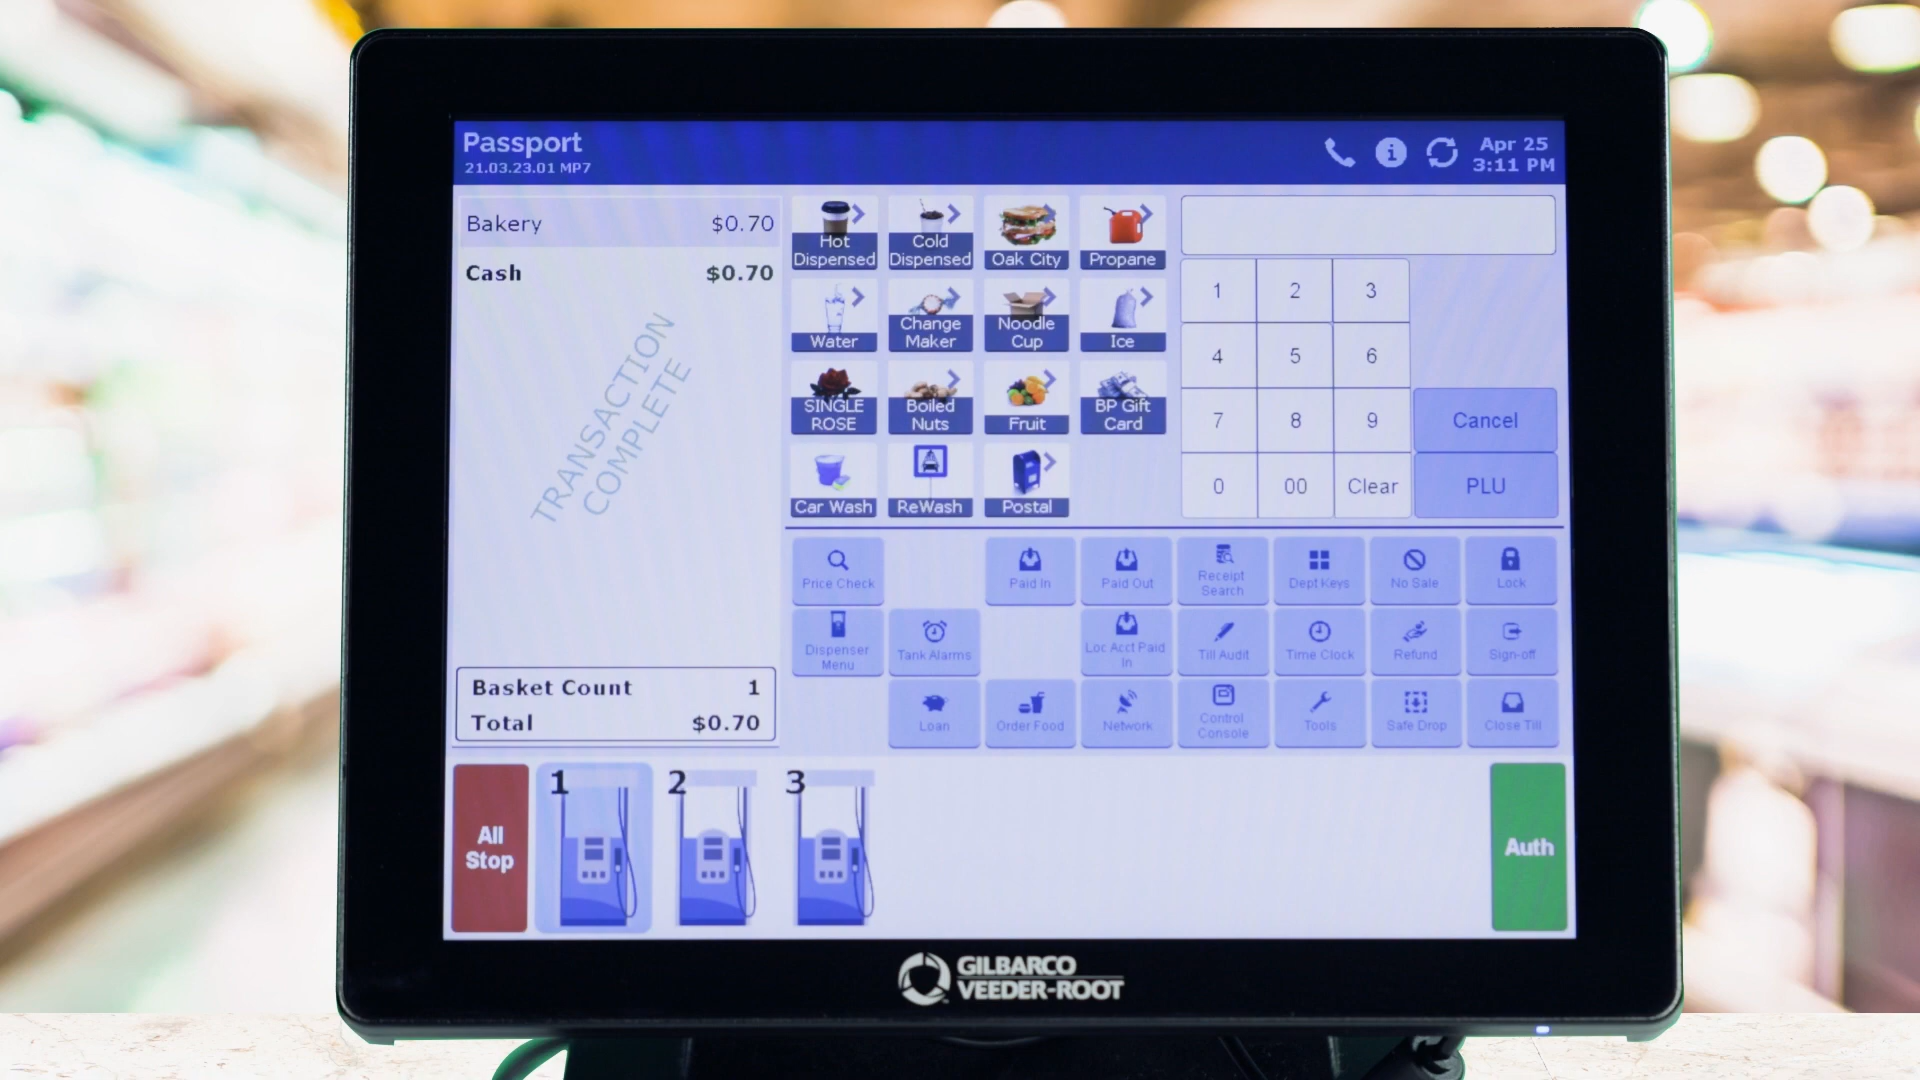 Passport
21.03.23.01 MP7
Apr 25
3:11 PM
Bakery $0.70
Cash $0.70
TRANSACTION
COMPLETE
Basket Count 1
Total $0.70
Hot
Dispensed
Cold
Dispensed
Oak City
Propane
Water
Change
Maker
Noodle
Cup
Ice
SINGLE
ROSE
Boiled
Nuts
Fruit
BP Gift
Card
Car Wash
ReWash
Postal
1 2 3
4 5 6
7 8 9
0 00 Clear
Cancel
PLU
Price Check
Paid In
Paid Out
Receipt
Search
Dept Keys
No Sale
Lock
Dispenser
Menu
Tank Alarms
Loc Acct Paid
In
Till Audit
Time Clock
Refund
Sign-off
Loan
Order Food
Network
Control
Console
Tools
Safe Drop
Close Till
All
Stop
1
2
3
Auth
GILBARCO
VEEDER-ROOT